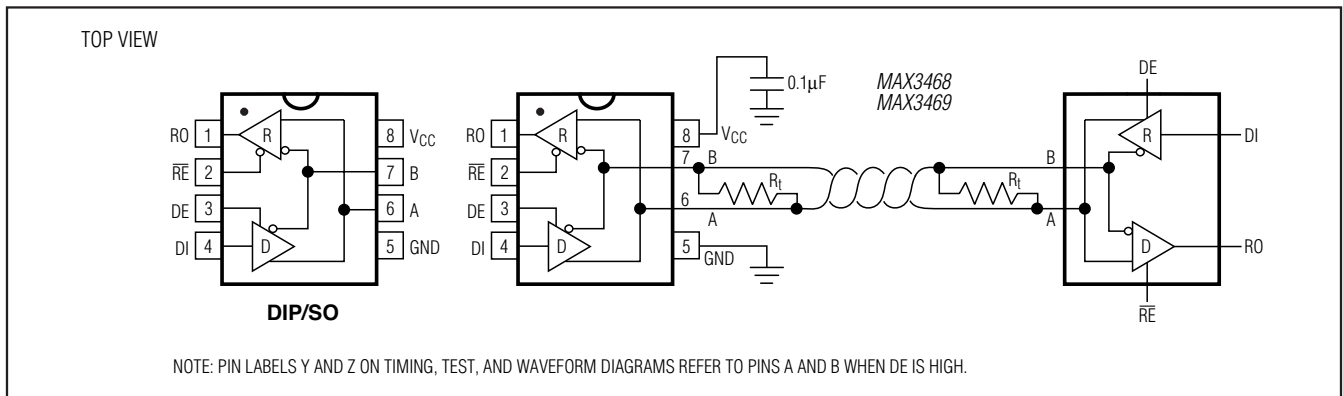 TOP VIEW
RO 1
RE 2
DE 3
DI 4
R
D
8 VCC
7 B
6 A
5 GND
DIP/SO
RO 1
RE 2
DE 3
DI 4
R
D
8 VCC
7 B
6 A
5 GND
0.1µF
MAX3468
MAX3469
Rt
Rt
B
A
DE
R
DI
D
RO
RE
NOTE: PIN LABELS Y AND Z ON TIMING, TEST, AND WAVEFORM DIAGRAMS REFER TO PINS A AND B WHEN DE IS HIGH.